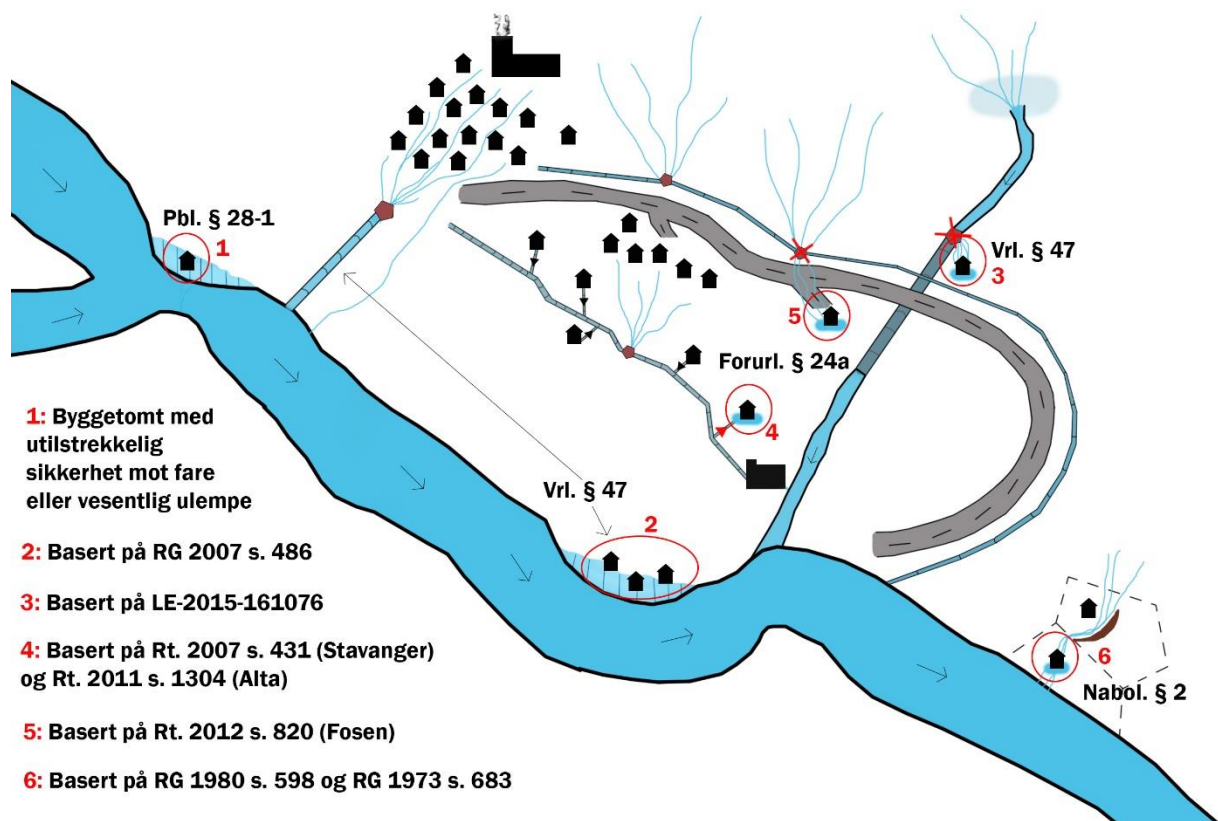 Pbl. § 28-1
1
Vrl. § 47
3
5
Forurl. § 24a
4
1: Byggetomt med
utilstrekkelig
sikkerhet mot fare
eller vesentlig ulempe
Vrl. § 47
2
2: Basert på RG 2007 s. 486
3: Basert på LE-2015-161076
4: Basert på Rt. 2007 s. 431 (Stavanger)
og Rt. 2011 s. 1304 (Alta)
6
Nabol. § 2
5: Basert på Rt. 2012 s. 820 (Fosen)
6: Basert på RG 1980 s. 598 og RG 1973 s. 683